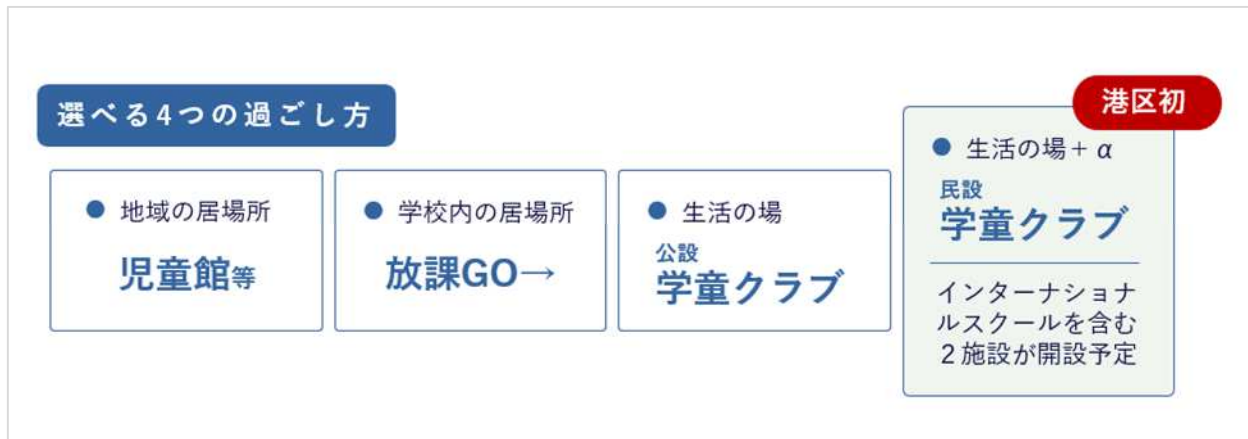 選べる4つの過ごし方
● 地域の居場所
児童館等
● 学校内の居場所
放課GO→
● 生活の場
公設
学童クラブ
港区初
● 生活の場+α
民設
学童クラブ
インターナショナ
ルスクールを含む
2施設が開設予定